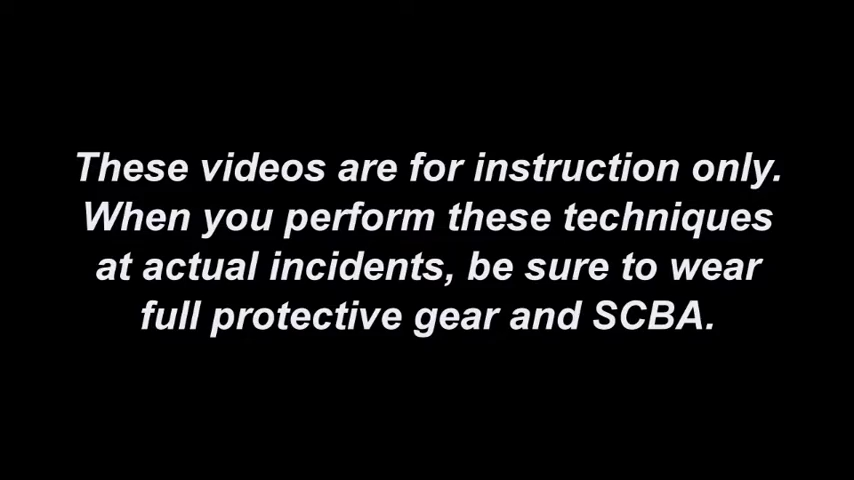 These videos are for instruction only.
When you perform these techniques
at actual incidents, be sure to wear
full protective gear and SCBA.